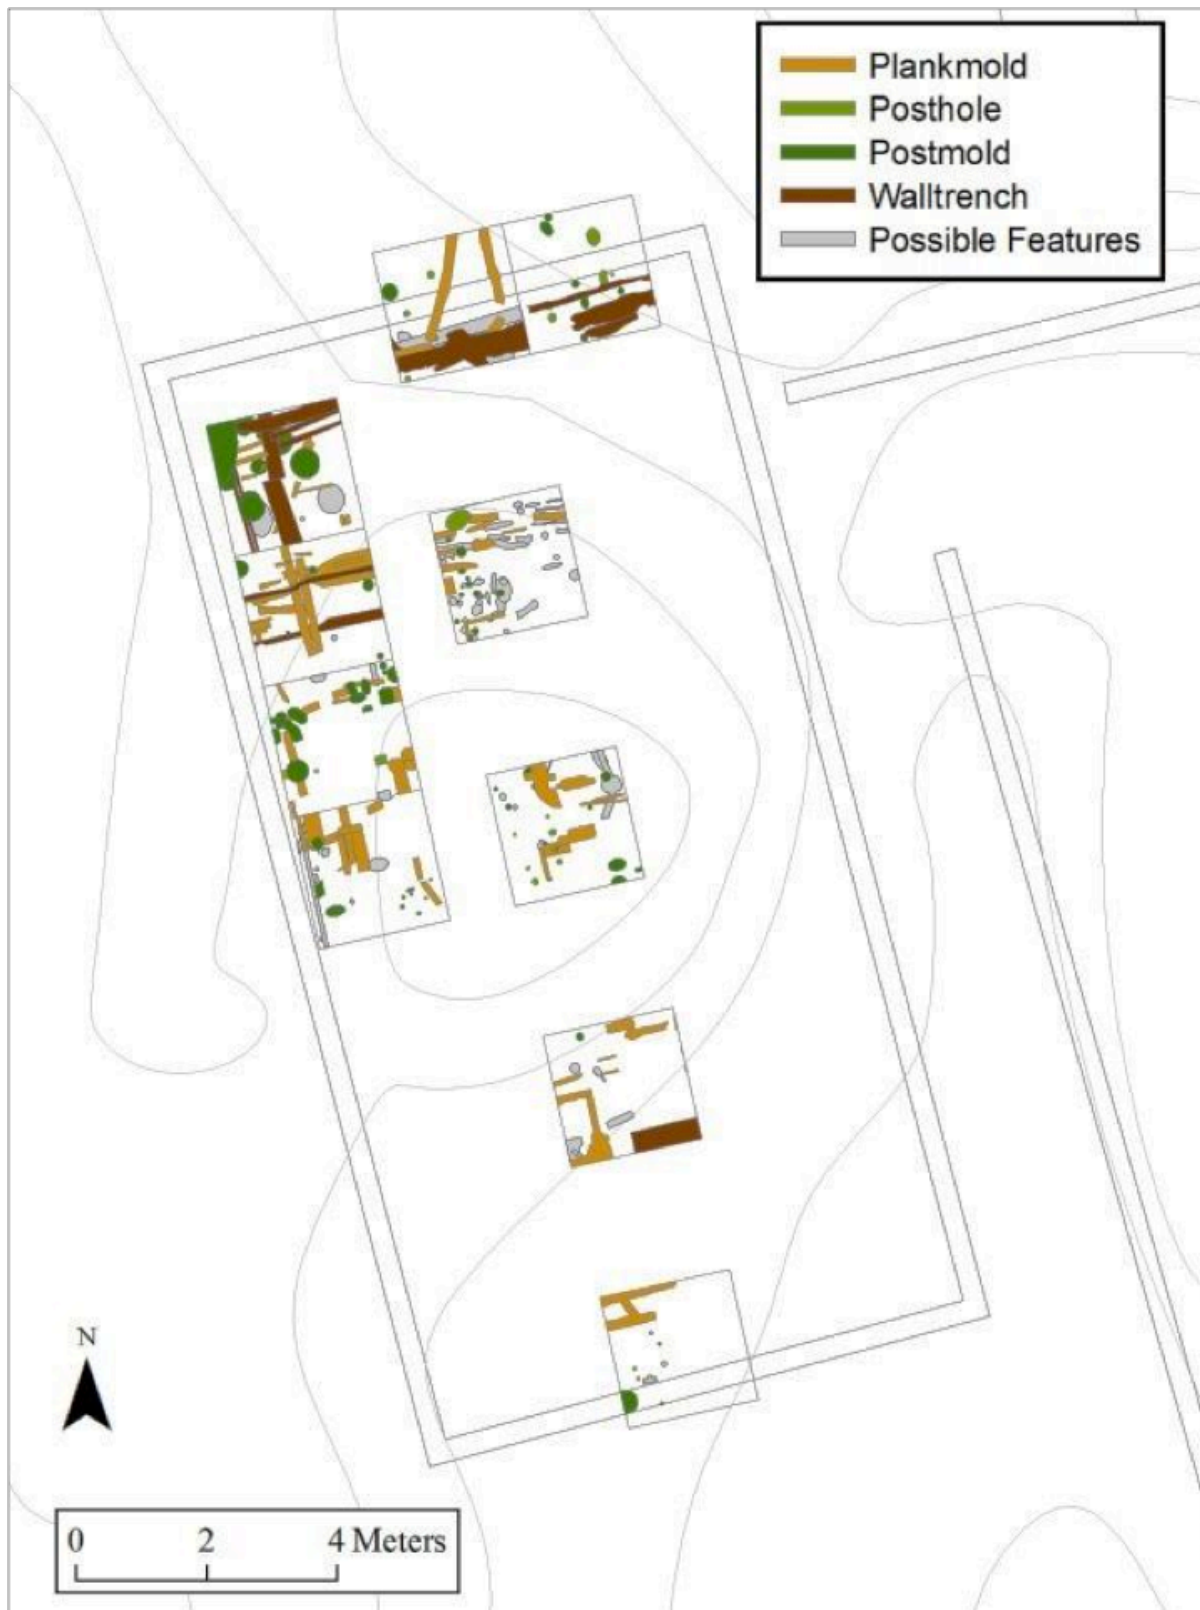 Plankmold
Posthole
Postmold
Walltrench
Possible Features
N
0 2 4 Meters